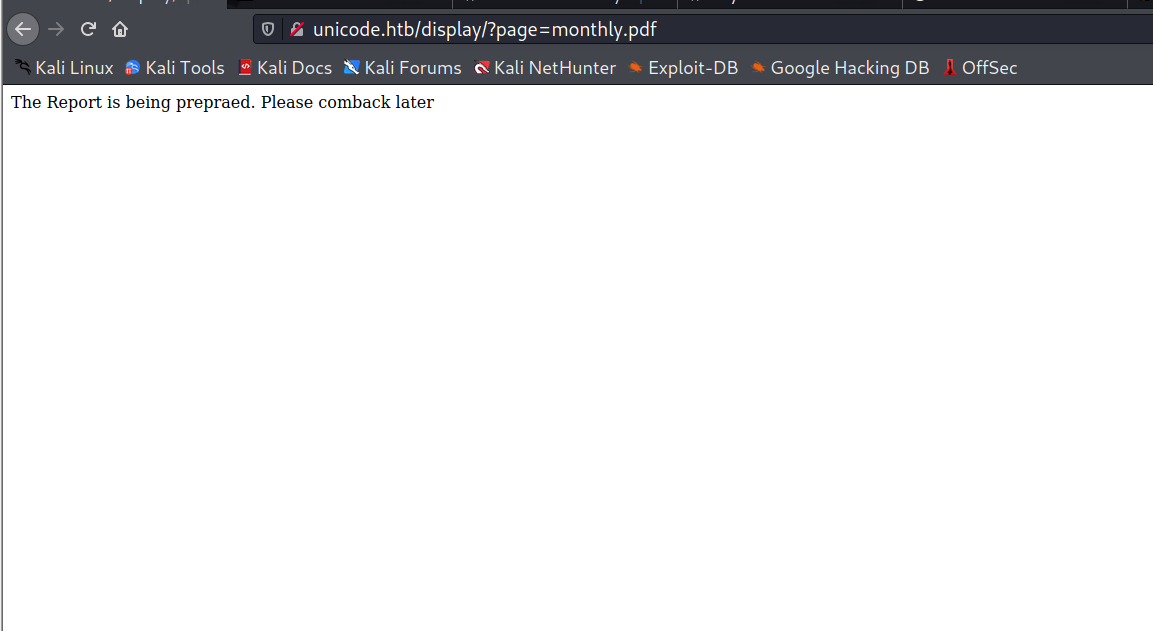 unicode.htb/display/?page=monthly.pdf
Kali Linux Kali Tools Kali Docs Kali Forums Kali NetHunter Exploit-DB Google Hacking DB OffSec
The Report is being prepraed. Please comback later